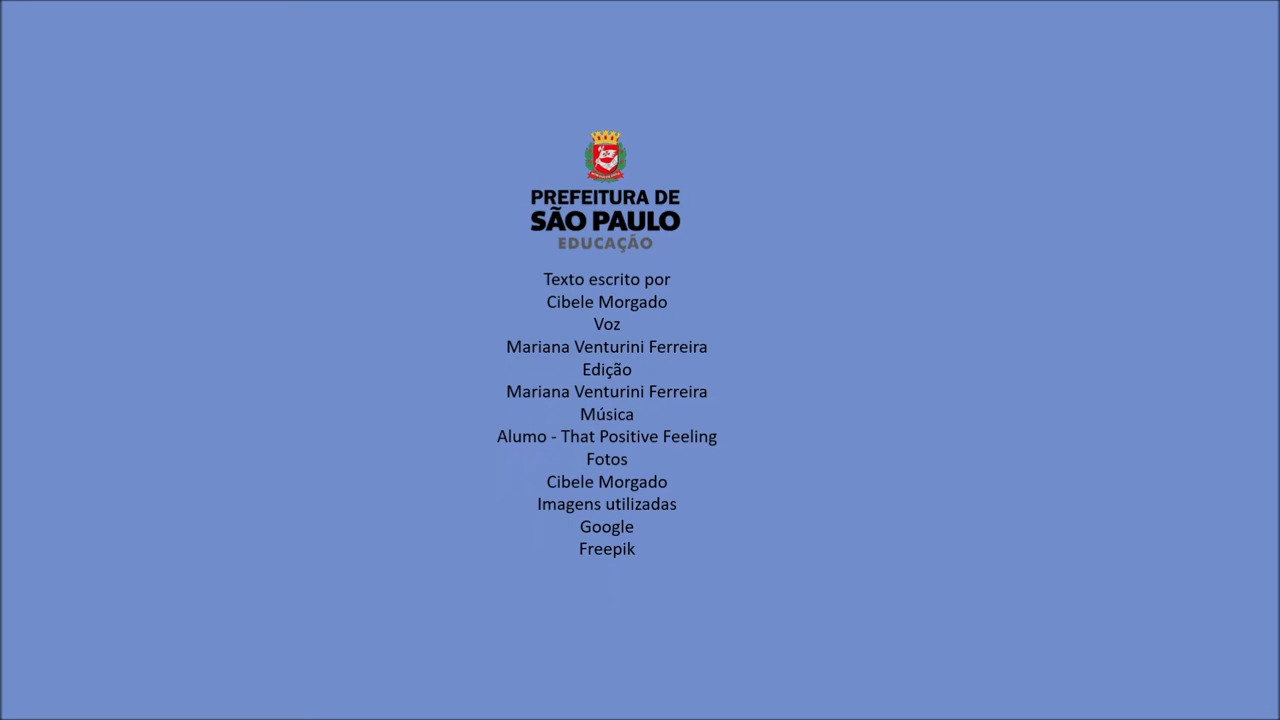 PREFEITURA DE
SÃO PAULO
EDUCAÇÃO
Texto escrito por
Cibele Morgado
Voz
Mariana Venturini Ferreira
Edição
Mariana Venturini Ferreira
Música
Alumo - That Positive Feeling
Fotos
Cibele Morgado
Imagens utilizadas
Google
Freepik